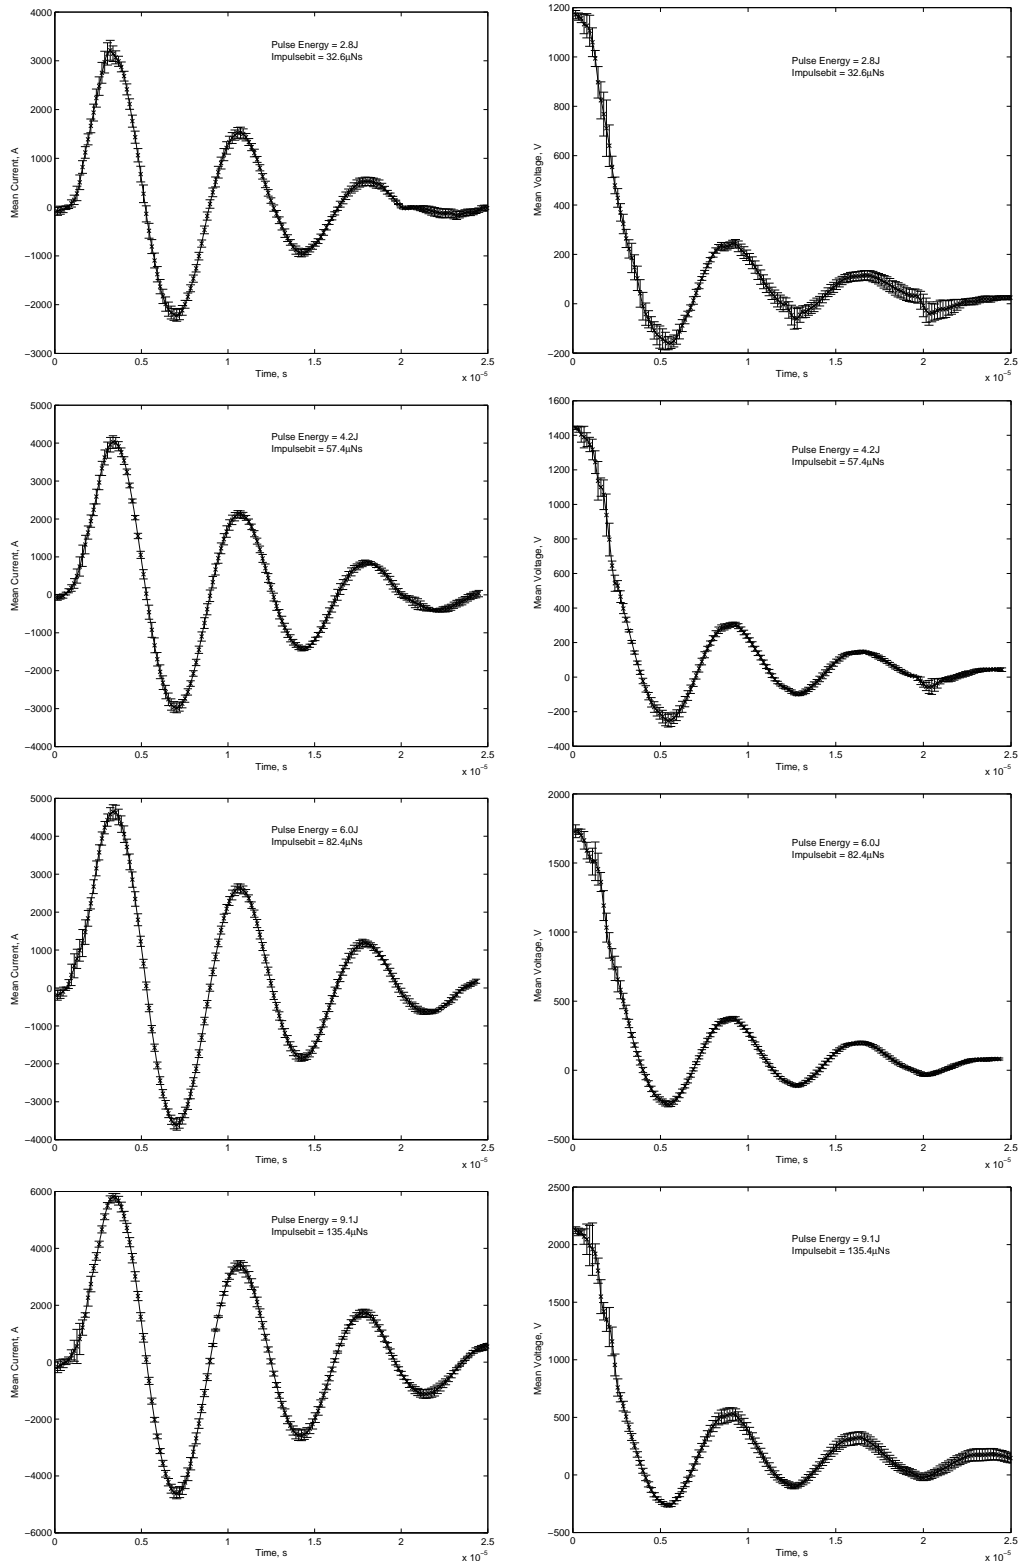 4000
3000
2000
1000
0
−1000
−2000
−3000
Mean Current, A
Pulse Energy = 2.8J
Impulsebit = 32.6μNs
0
0.5
1
1.5
2
2.5
Time, s
x 10⁻⁵
1200
1000
800
600
400
200
0
−200
Mean Voltage, V
Pulse Energy = 2.8J
Impulsebit = 32.6μNs
0
0.5
1
1.5
2
2.5
Time, s
x 10⁻⁵
5000
4000
3000
2000
1000
0
−1000
−2000
−3000
−4000
Mean Current, A
Pulse Energy = 4.2J
Impulsebit = 57.4μNs
0
0.5
1
1.5
2
2.5
Time, s
x 10⁻⁵
1600
1400
1200
1000
800
600
400
200
0
−200
−400
Mean Voltage, V
Pulse Energy = 4.2J
Impulsebit = 57.4μNs
0
0.5
1
1.5
2
2.5
Time, s
x 10⁻⁵
5000
4000
3000
2000
1000
0
−1000
−2000
−3000
−4000
Mean Current, A
Pulse Energy = 6.0J
Impulsebit = 82.4μNs
0
0.5
1
1.5
2
2.5
Time, s
x 10⁻⁵
2000
1500
1000
500
0
−500
Mean Voltage, V
Pulse Energy = 6.0J
Impulsebit = 82.4μNs
0
0.5
1
1.5
2
2.5
Time, s
x 10⁻⁵
6000
4000
2000
0
−2000
−4000
−6000
Mean Current, A
Pulse Energy = 9.1J
Impulsebit = 135.4μNs
0
0.5
1
1.5
2
2.5
Time, s
x 10⁻⁵
2500
2000
1500
1000
500
0
−500
Mean Voltage, V
Pulse Energy = 9.1J
Impulsebit = 135.4μNs
0
0.5
1
1.5
2
2.5
Time, s
x 10⁻⁵